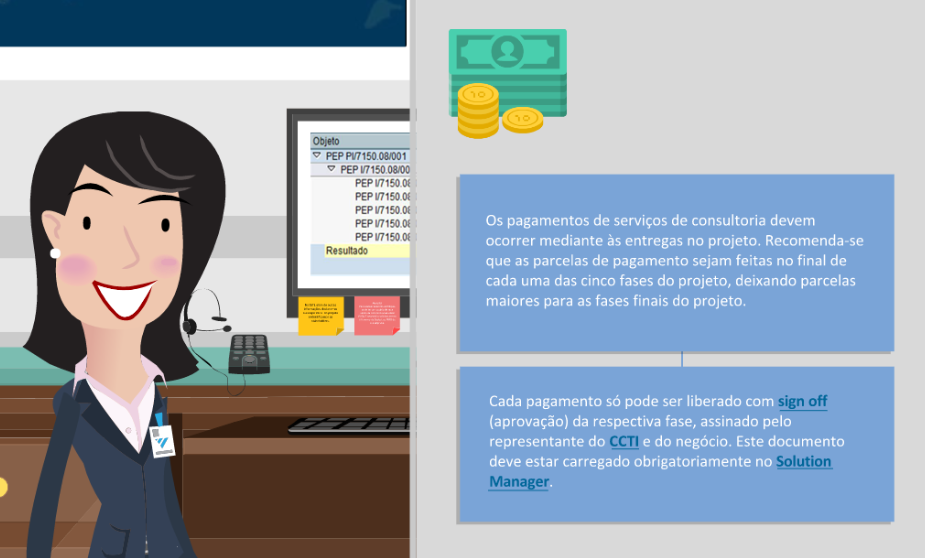 Objeto
PEP PI/7150.08/001
PEP I/7150.08/00
PEP I/7150.08
PEP I/7150.08
PEP I/7150.08
PEP I/7150.08
PEP I/7150.08
Resultado
Os pagamentos de serviços de consultoria devem
ocorrer mediante às entregas no projeto. Recomenda-se
que as parcelas de pagamento sejam feitas no final de
cada uma das cinco fases do projeto, deixando parcelas
maiores para as fases finais do projeto.
Cada pagamento só pode ser liberado com sign off
(aprovação) da respectiva fase, assinado pelo
representante do CCTI e do negócio. Este documento
deve estar carregado obrigatoriamente no Solution
Manager.